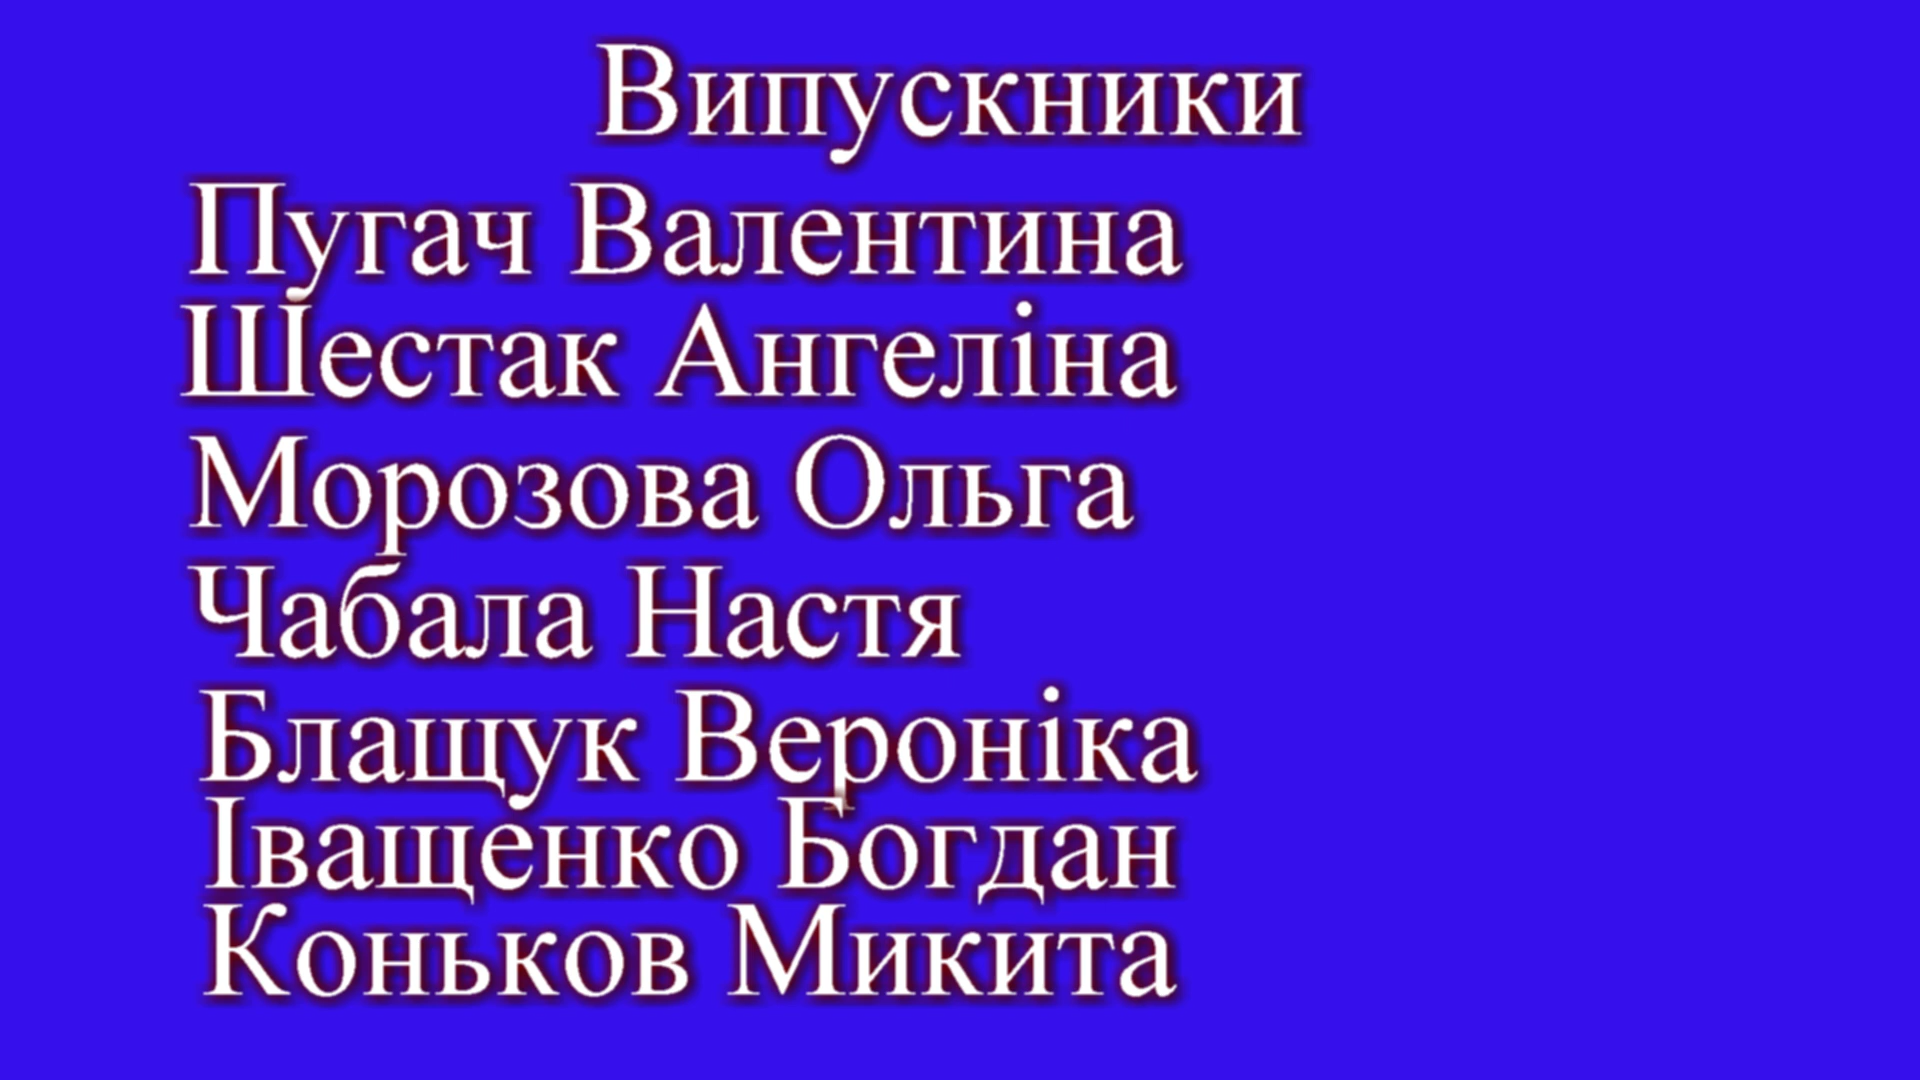 Випускники
Пугач Валентина
Шестак Ангеліна
Морозова Ольга
Чабала Настя
Блащук Вероніка
Іващенко Богдан
Коньков Микита